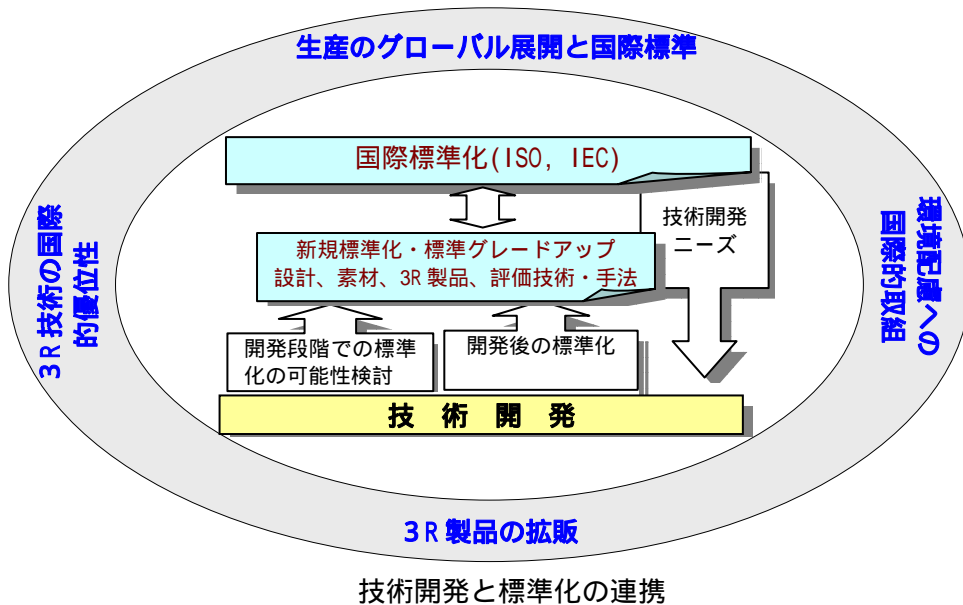 生産のグローバル展開と国際標準
国際標準化(ISO, IEC)
技術開発
ニーズ
新規標準化・標準グレードアップ
設計、素材、3R 製品、評価技術・手法
開発段階での標準
化の可能性検討
開発後の標準化
技 術 開 発
3R 技術の国際
的優位性
環境配慮への
国際的取組
3R 製品の拡販
技術開発と標準化の連携